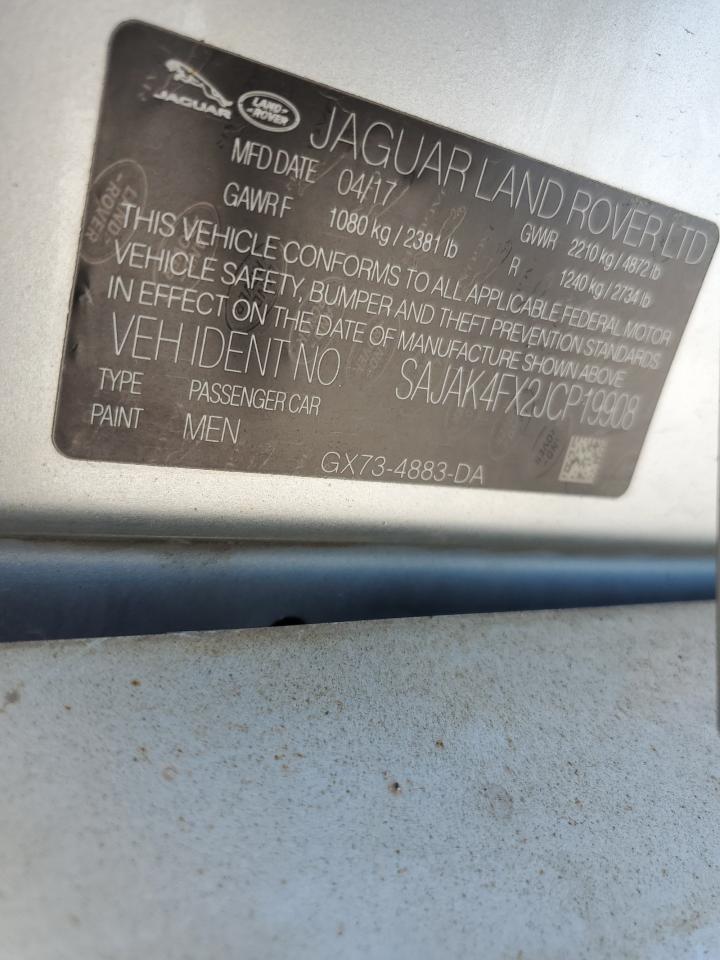 JAGUAR LAND-ROVER JAGUAR LAND ROVER LTD
MFD DATE 04/17 GVWR 2210 kg / 4872 lb
GAWR F 1080 kg / 2381 lb R 1240 kg / 2734 lb
THIS VEHICLE CONFORMS TO ALL APPLICABLE FEDERAL MOTOR
VEHICLE SAFETY, BUMPER AND THEFT PREVENTION STANDARDS
IN EFFECT ON THE DATE OF MANUFACTURE SHOWN ABOVE
VEH IDENT NO SAJAK4FX2JCP19908
TYPE PASSENGER CAR
PAINT MEN
GX73-4883-DA